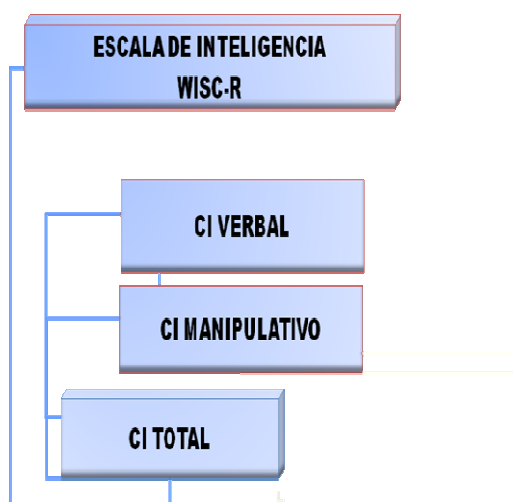 ESCALA DE INTELIGENCIA
WISC-R
CI VERBAL
CI MANIPULATIVO
CI TOTAL